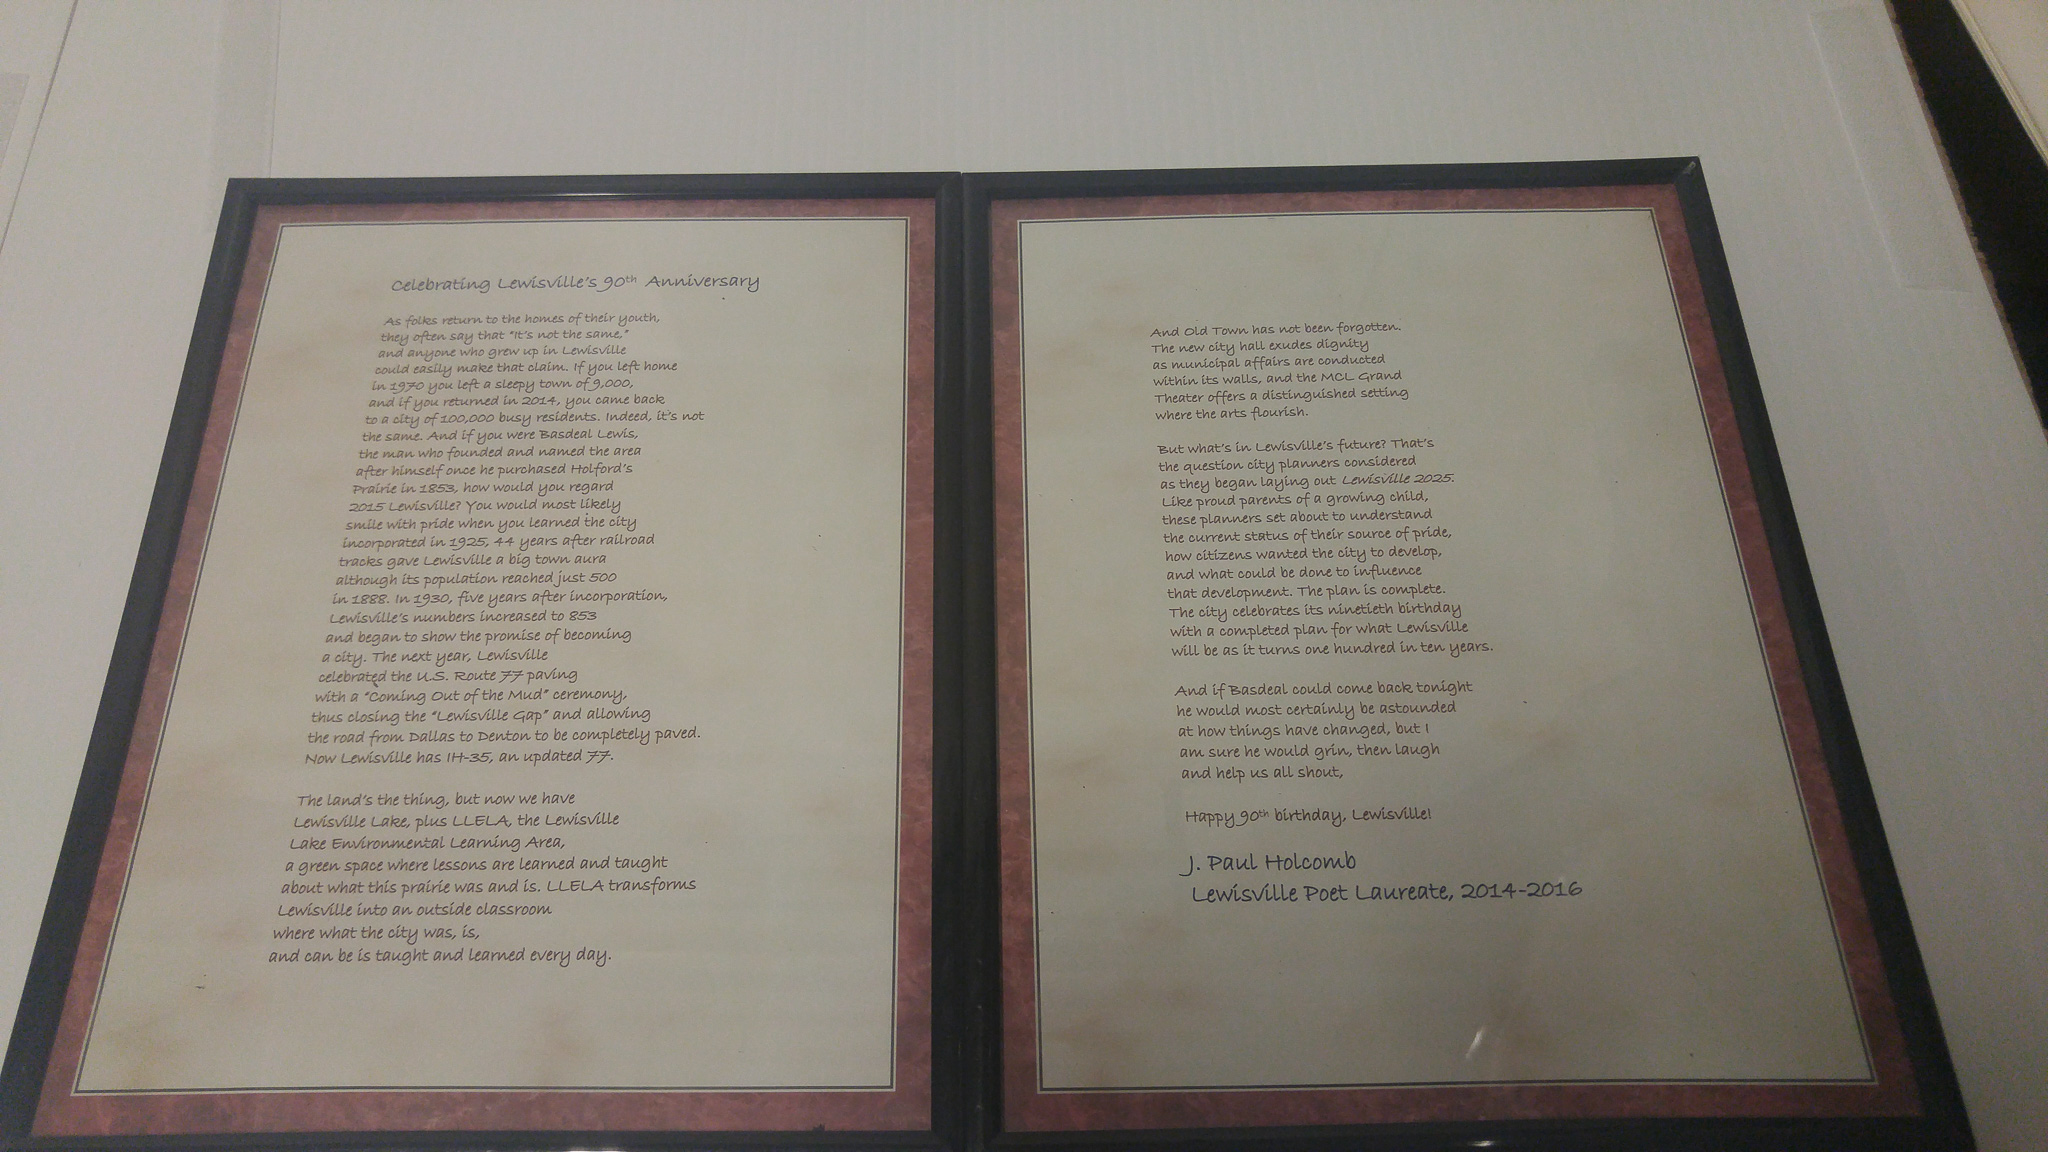 Celebrating Lewisville's 90th Anniversary
As folks return to the homes of their youth,
they often say that "It's not the same,"
and anyone who grew up in Lewisville
could easily make that claim. If you left home
in 1970 you left a sleepy town of 9,000,
and if you returned in 2014, you came back
to a city of 100,000 busy residents. Indeed, it's not
the same. And if you were Basdeal Lewis,
the man who founded and named the area
after himself once he purchased Holford's
Prairie in 1853, how would you regard
2015 Lewisville? You would most likely
smile with pride when you learned the city
incorporated in 1925, 44 years after railroad
tracks gave Lewisville a big town aura
although its population reached just 500
in 1888. In 1930, five years after incorporation,
Lewisville's numbers increased to 853
and began to show the promise of becoming
a city. The next year, Lewisville
celebrated the U.S. Route 77 paving
with a "Coming Out of the Mud" ceremony,
thus closing the "Lewisville Gap" and allowing
the road from Dallas to Denton to be completely paved.
Now Lewisville has IH-35, an updated 77.
The land's the thing, but now we have
Lewisville Lake, plus LLELA, the Lewisville
Lake Environmental Learning Area,
a green space where lessons are learned and taught
about what this prairie was and is. LLELA transforms
Lewisville into an outside classroom
where what the city was, is,
and can be is taught and learned every day.
And Old Town has not been forgotten.
The new city hall exudes dignity
as municipal affairs are conducted
within its walls, and the MCL Grand
Theater offers a distinguished setting
where the arts flourish.
But what's in Lewisville's future? That's
the question city planners considered
as they began laying out Lewisville 2025.
Like proud parents of a growing child,
these planners set about to understand
the current status of their source of pride,
how citizens wanted the city to develop,
and what could be done to influence
that development. The plan is complete.
The city celebrates its ninetieth birthday
with a completed plan for what Lewisville
will be as it turns one hundred in ten years.
And if Basdeal could come back tonight
he would most certainly be astounded
at how things have changed, but I
am sure he would grin, then laugh
and help us all shout,
Happy 90th birthday, Lewisville!
J. Paul Holcomb
Lewisville Poet Laureate, 2014-2016